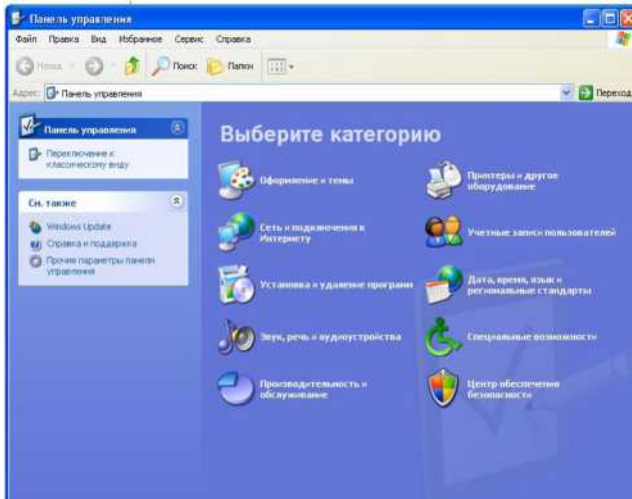 Панель управления
Файл Правка Вид Избранное Сервис Справка
Назад Поиск Папки
Адрес: Панель управления Переход
Панель управления
Переключение к
классическому виду
См. также
Windows Update
Справка и поддержка
Прочие параметры панели
управления
Выберите категорию
Оформление и темы
Принтеры и другое
оборудование
Сеть и подключения к
Интернету
Учетные записи пользователей
Установка и удаление программ
Дата, время, язык и
региональные стандарты
Звук, речь и аудиоустройства
Специальные возможности
Производительность и
обслуживание
Центр обеспечения
безопасности